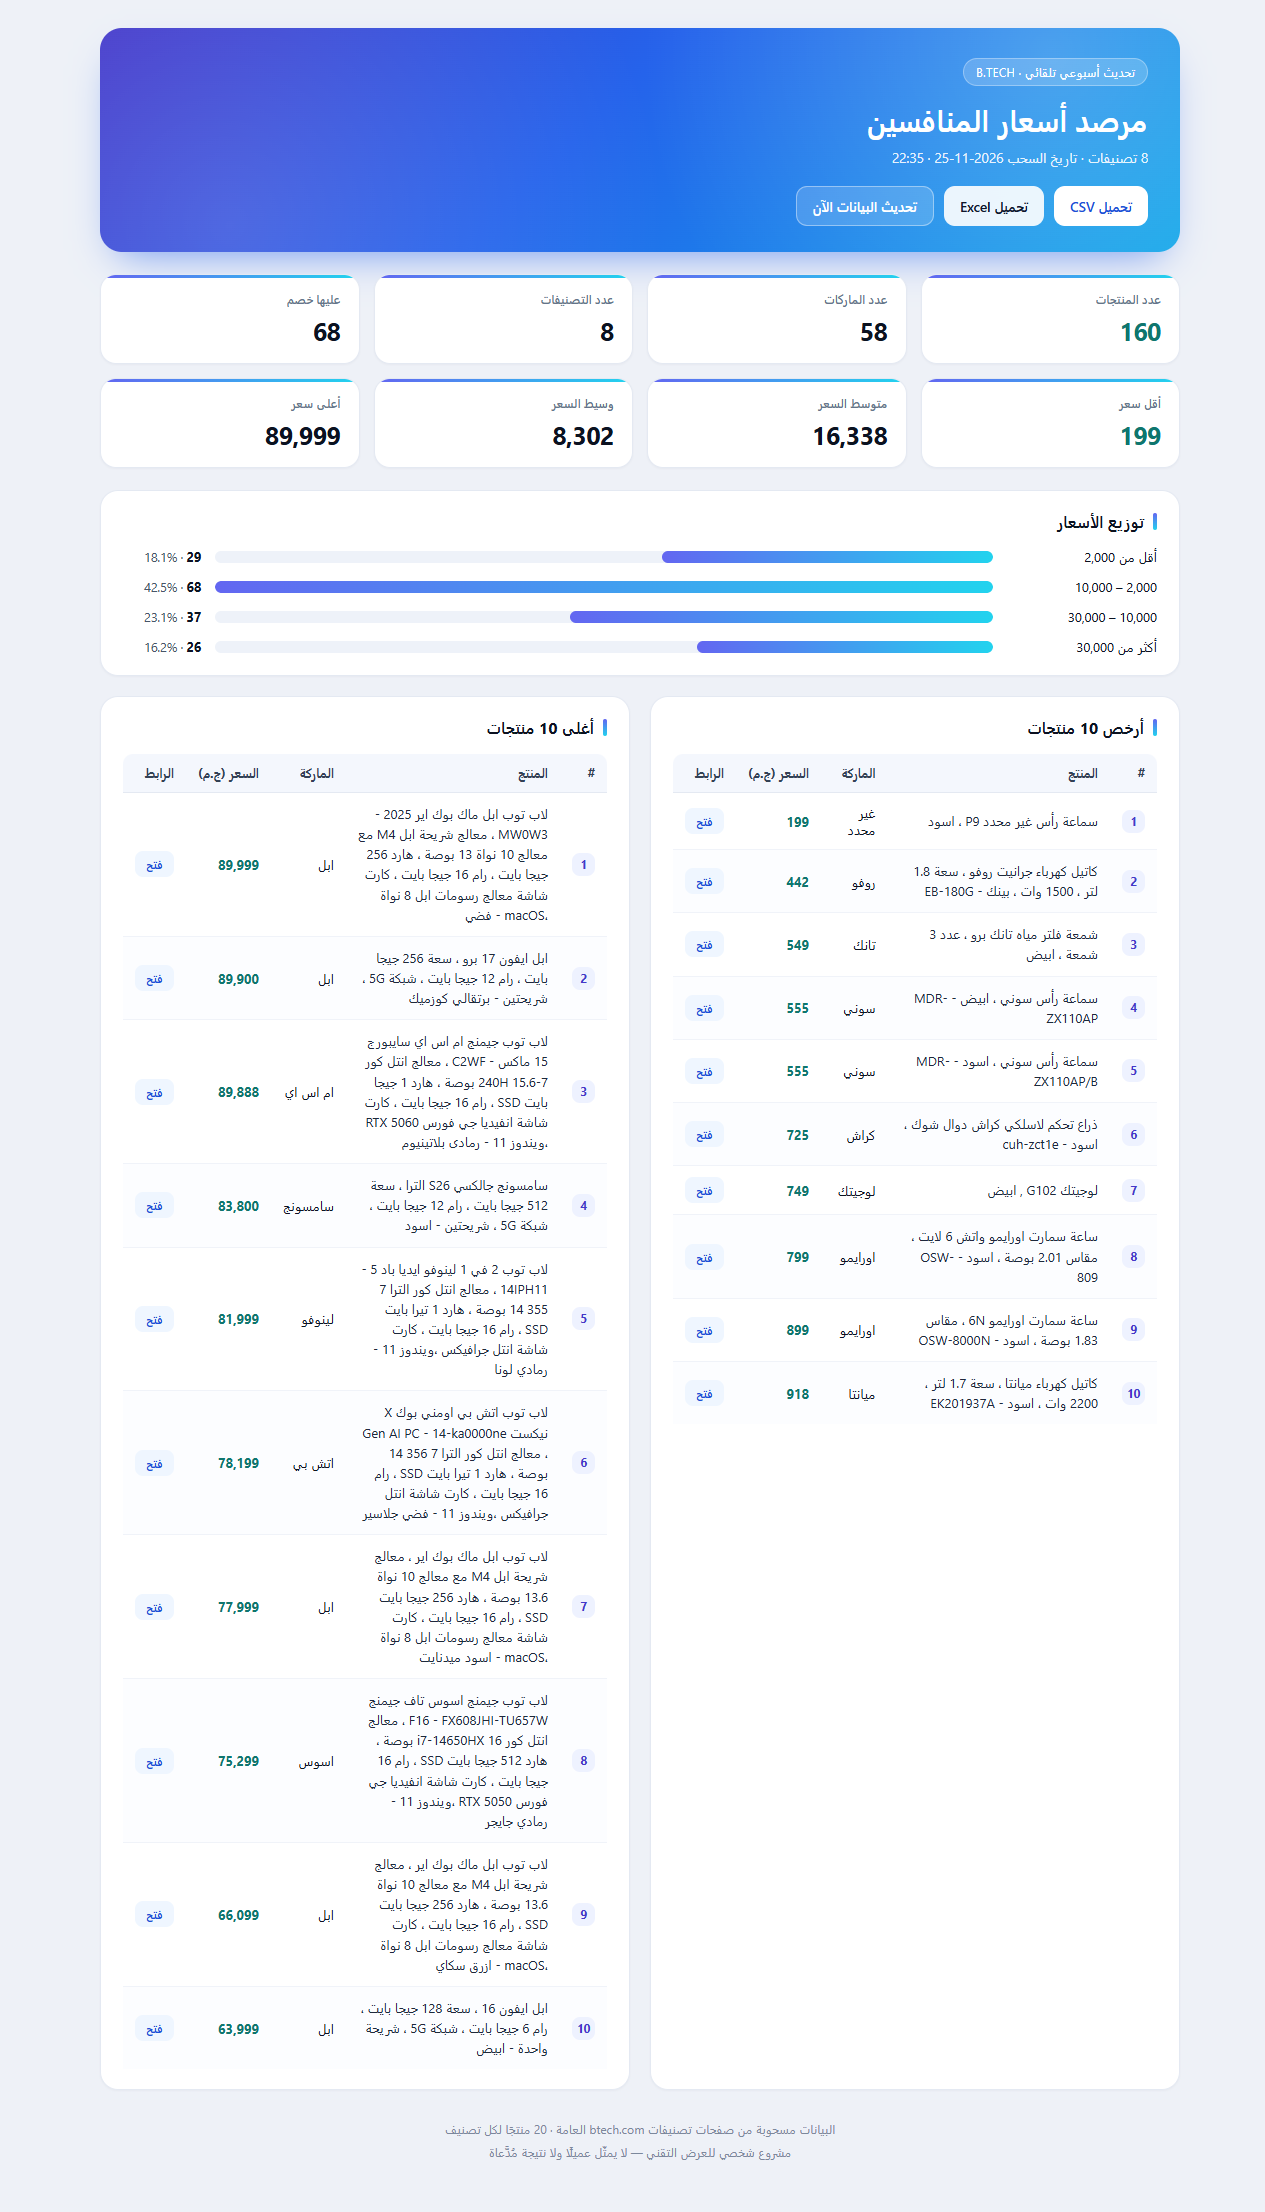 تحديث أسبوعي تلقائي · B.TECH
مرصد أسعار المنافسين
8 تصنيفات · تاريخ السحب 2026-11-25 · 22:35
تحميل CSV
تحميل Excel
تحديث البيانات الآن
عدد المنتجات
160
عدد الماركات
58
عدد التصنيفات
8
عليها خصم
68
أقل سعر
199
متوسط السعر
16,338
وسيط السعر
8,302
أعلى سعر
89,999
توزيع الأسعار
أقل من 2,000
29 · 18.1%
2,000 – 10,000
68 · 42.5%
10,000 – 30,000
37 · 23.1%
أكثر من 30,000
26 · 16.2%
أرخص 10 منتجات
# المنتج الماركة السعر (ج.م) الرابط
1 سماعة رأس غير محدد P9 ، اسود غير محدد 199 فتح
2 كاتيل كهرباء جرانيت روفو ، سعة 1.8
لتر ، 1500 وات ، بينك - EB-180G روفو 442 فتح
3 شمعة فلتر مياه تانك برو ، عدد 3
شمعة ، ابيض تانك 549 فتح
4 سماعة رأس سوني ، ابيض - MDR-
ZX110AP سوني 555 فتح
5 سماعة رأس سوني ، اسود - MDR-
ZX110AP/B سوني 555 فتح
6 ذراع تحكم لاسلكي كراش دوال شوك ،
اسود - cuh-zct1e كراش 725 فتح
7 لوجيتك G102 , ابيض لوجيتك 749 فتح
8 ساعة سمارت اورايمو واتش 6 لايت ،
مقاس 2.01 بوصة ، اسود - OSW-
809 اورايمو 799 فتح
9 ساعة سمارت اورايمو 6N ، مقاس
1.83 بوصة ، اسود - OSW-8000N اورايمو 899 فتح
10 كاتيل كهرباء ميانتا ، سعة 1.7 لتر ،
2200 وات ، اسود - EK201937A ميانتا 918 فتح
أغلى 10 منتجات
# المنتج الماركة السعر (ج.م) الرابط
1 لاب توب ابل ماك بوك اير 2025 -
MW0W3 ، معالج شريحة ابل M4 مع
معالج 10 نواة 13 بوصة ، هارد 256
جيجا بايت ، رام 16 جيجا بايت ، كارت
شاشة معالج رسومات ابل 8 نواة
،macOS - فضي ابل 89,999 فتح
2 ابل ايفون 17 برو ، سعة 256 جيجا
بايت ، رام 12 جيجا بايت ، شبكة 5G ،
شريحتين - برتقالي كوزميك ابل 89,900 فتح
3 لاب توب جيمنج ام اس اي سايبورج
15 ماكس - C2WF ، معالج انتل كور
7-240H 15.6 بوصة ، هارد 1 جيجا
بايت SSD ، رام 16 جيجا بايت ، كارت
شاشة انفيديا جي فورس RTX 5060
،ويندوز 11 - رمادى بلاتينيوم ام اس اي 89,888 فتح
4 سامسونج جالكسي S26 الترا ، سعة
512 جيجا بايت ، رام 12 جيجا بايت ،
شبكة 5G ، شريحتين - اسود سامسونج 83,800 فتح
5 لاب توب 2 في 1 لينوفو ايديا باد 5 -
14IPH11 ، معالج انتل كور الترا 7
355 14 بوصة ، هارد 1 تيرا بايت
SSD ، رام 16 جيجا بايت ، كارت
شاشة انتل جرافيكس ،ويندوز 11 -
رمادي لونا لينوفو 81,999 فتح
6 لاب توب اتش بي اومني بوك X
نيكست Gen AI PC - 14-ka0000ne
، معالج انتل كور الترا 7 356 14
بوصة ، هارد 1 تيرا بايت SSD ، رام
16 جيجا بايت ، كارت شاشة انتل
جرافيكس ،ويندوز 11 - فضي جلاسير اتش بي 78,199 فتح
7 لاب توب ابل ماك بوك اير ، معالج
شريحة ابل M4 مع معالج 10 نواة
13.6 بوصة ، هارد 256 جيجا بايت
SSD ، رام 16 جيجا بايت ، كارت
شاشة معالج رسومات ابل 8 نواة
،macOS - اسود ميدنايت ابل 77,999 فتح
8 لاب توب جيمنج اسوس تاف جيمنج
F16 - FX608JHI-TU657W ، معالج
انتل كور i7-14650HX 16 بوصة ،
هارد 512 جيجا بايت SSD ، رام 16
جيجا بايت ، كارت شاشة انفيديا جي
فورس RTX 5050 ،ويندوز 11 -
رمادي جايجر اسوس 75,299 فتح
9 لاب توب ابل ماك بوك اير ، معالج
شريحة ابل M4 مع معالج 10 نواة
13.6 بوصة ، هارد 256 جيجا بايت
SSD ، رام 16 جيجا بايت ، كارت
شاشة معالج رسومات ابل 8 نواة
،macOS - ازرق سكاي ابل 66,099 فتح
10 ابل ايفون 16 ، سعة 128 جيجا بايت ،
رام 6 جيجا بايت ، شبكة 5G ، شريحة
واحدة - ابيض ابل 63,999 فتح
البيانات مسحوبة من صفحات تصنيفات btech.com العامة · 20 منتجًا لكل تصنيف
مشروع شخصي للعرض التقني — لا يمثّل عميلًا ولا نتيجة مُدَّعاة